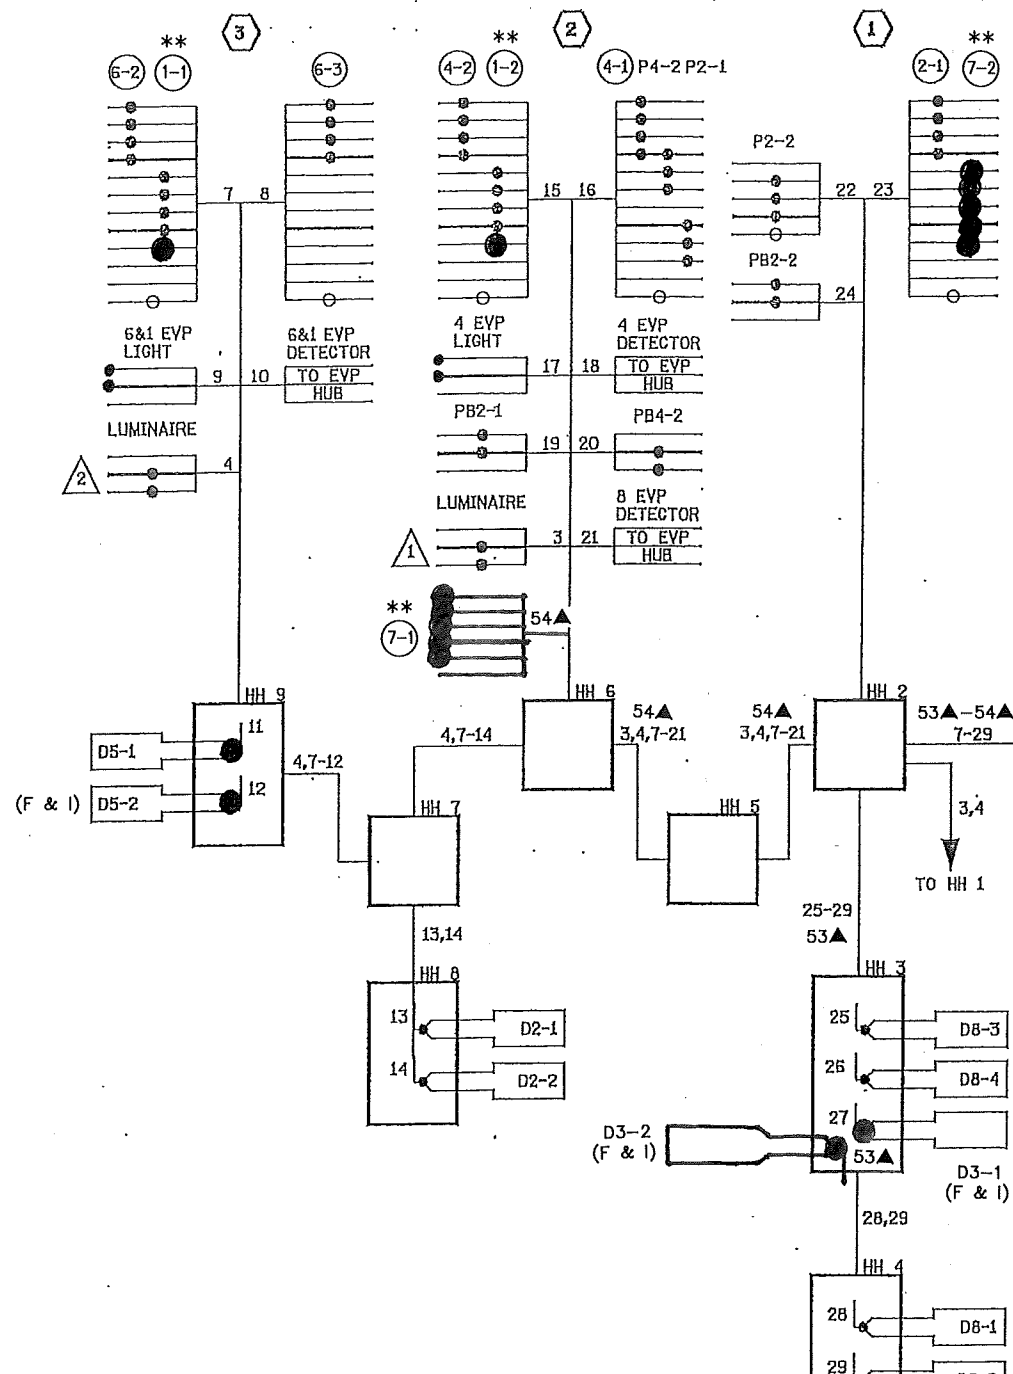 3
2
1
**
**
**
6-2
1-1
6-3
4-2
1-2
4-1
P4-2 P2-1
2-1
7-2
P2-2
7
8
15
16
22
23
PB2-2
24
6&1 EVP
LIGHT
6&1 EVP
DETECTOR
4 EVP
LIGHT
4 EVP
DETECTOR
9
10
TO EVP
HUB
17
18
TO EVP
HUB
PB2-1
PB4-2
LUMINAIRE
19
20
2
4
LUMINAIRE
8 EVP
DETECTOR
1
3
21
TO EVP
HUB
**
7-1
54▲
HH 9
HH 6
HH 2
11
D5-1
12
(F & I)
D5-2
4,7-12
4,7-14
54▲
3,4,7-21
54▲
3,4,7-21
53▲-54▲
7-29
3,4
TO HH 1
HH 7
HH 5
13,14
25-29
53▲
HH 8
HH 3
13
D2-1
14
D2-2
25
D8-3
26
D8-4
27
D3-2
(F & I)
53▲
D3-1
(F & I)
28,29
HH 4
28
D8-1
29